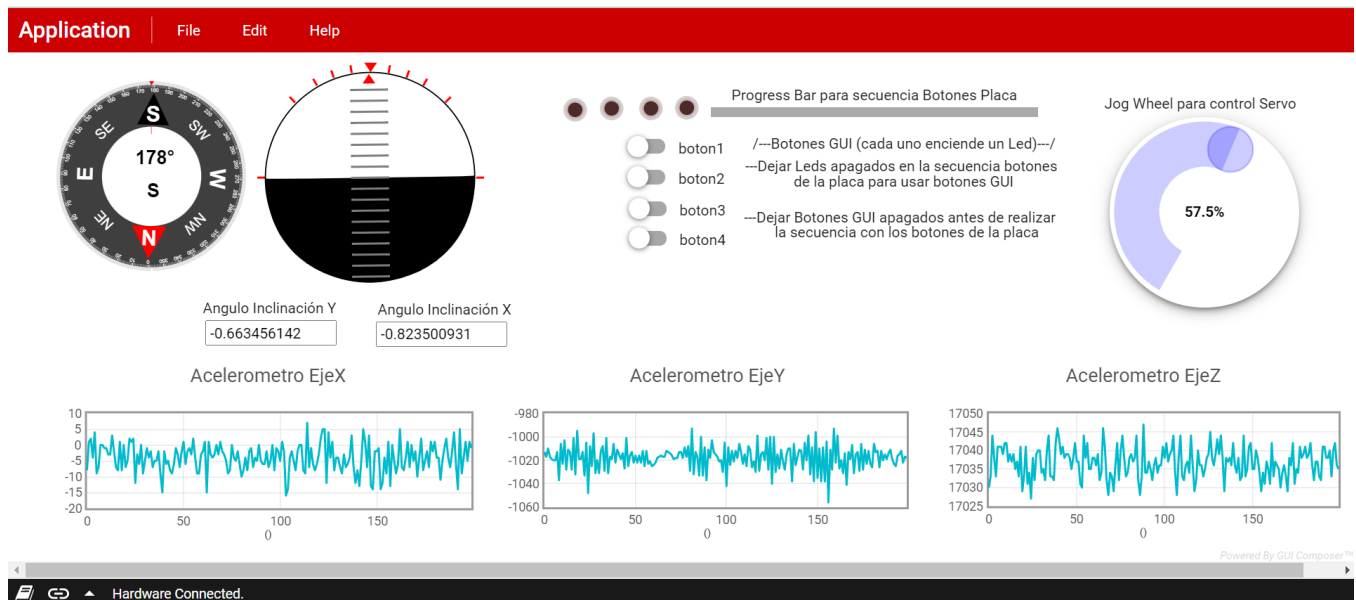 Application File Edit Help
S
SE SW
178°
E W
S
NE NW
N
Progress Bar para secuencia Botones Placa
boton1
boton2
boton3
boton4
/---Botones GUI (cada uno enciende un Led)---/
---Dejar Leds apagados en la secuencia botones
de la placa para usar botones GUI
---Dejar Botones GUI apagados antes de realizar
la secuencia con los botones de la placa
Jog Wheel para control Servo
57.5%
Angulo Inclinación Y
-0.663456142
Angulo Inclinación X
-0.823500931
Acelerometro EjeX
10
5
0
-5
-10
-15
-20
0 50 100 150
()
Acelerometro EjeY
-980
-1000
-1020
-1040
-1060
0 50 100 150
()
Acelerometro EjeZ
17050
17045
17040
17035
17030
17025
0 50 100 150
()
Powered By GUI Composer™
Hardware Connected.